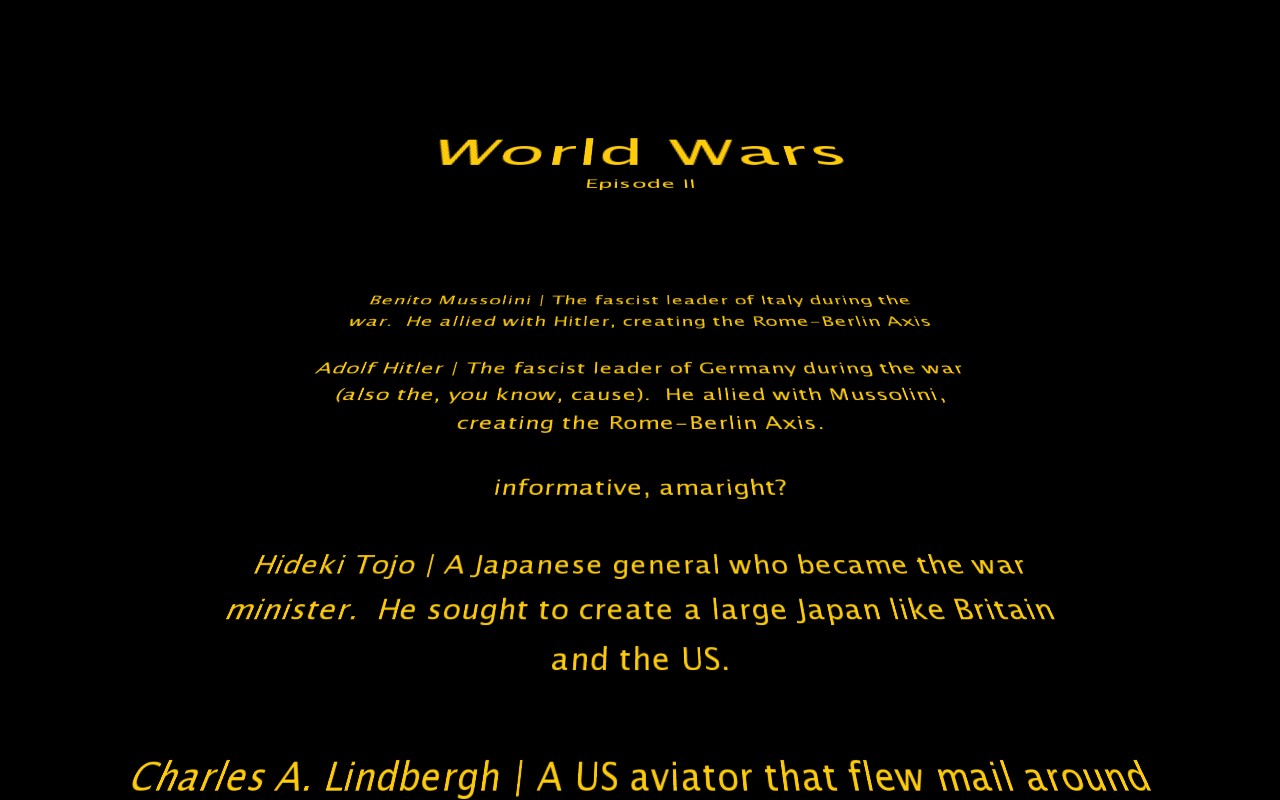 World Wars
Episode II
Benito Mussolini | The fascist leader of Italy during the
war.  He allied with Hitler, creating the Rome-Berlin Axis
Adolf Hitler | The fascist leader of Germany during the war
(also the, you know, cause).  He allied with Mussolini,
creating the Rome-Berlin Axis.
informative, amaright?
Hideki Tojo | A Japanese general who became the war
minister.  He sought to create a large Japan like Britain
and the US.
Charles A. Lindbergh | A US aviator that flew mail around